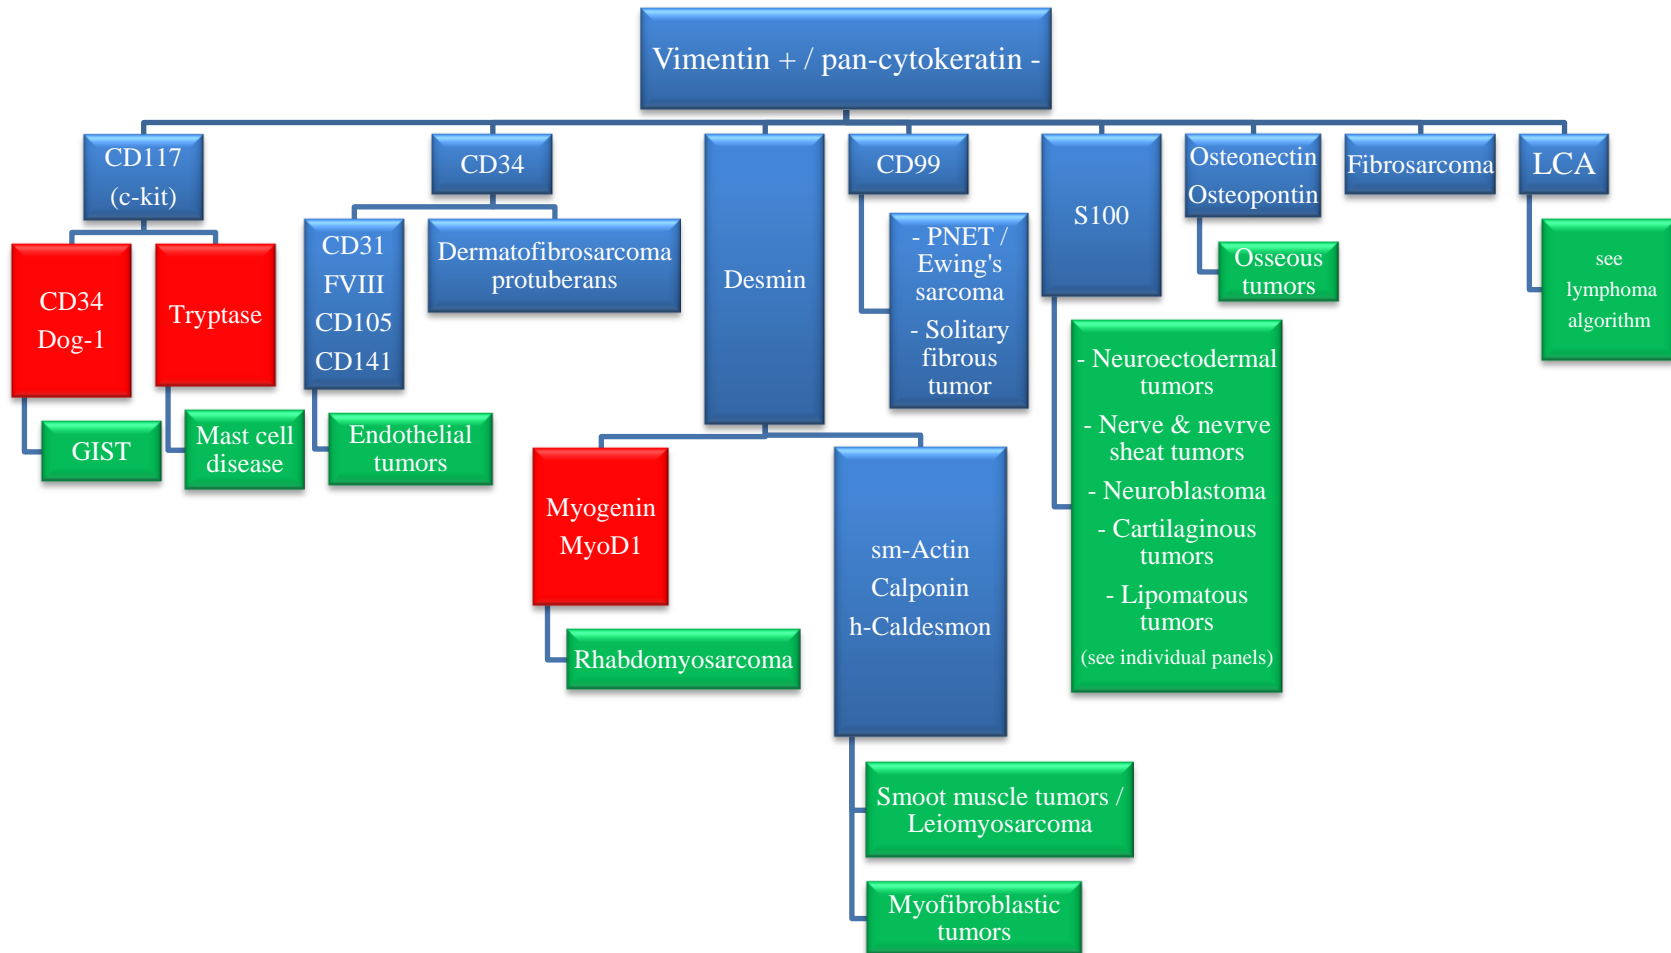 Vimentin + / pan-cytokeratin -
CD117
(c-kit)
CD34
Dog-1
GIST
Tryptase
Mast cell
disease
CD34
CD31
FVIII
CD105
CD141
Endothelial
tumors
Dermatofibrosarcoma
protuberans
Desmin
Myogenin
MyoD1
Rhabdomyosarcoma
sm-Actin
Calponin
h-Caldesmon
Smoot muscle tumors /
Leiomyosarcoma
Myofibroblastic
tumors
CD99
- PNET /
Ewing's
sarcoma
- Solitary
fibrous
tumor
S100
- Neuroectodermal
tumors
- Nerve & nevrve
sheat tumors
- Neuroblastoma
- Cartilaginous
tumors
- Lipomatous
tumors
(see individual panels)
Osteonectin
Osteopontin
Osseous
tumors
Fibrosarcoma
LCA
see
lymphoma
algorithm